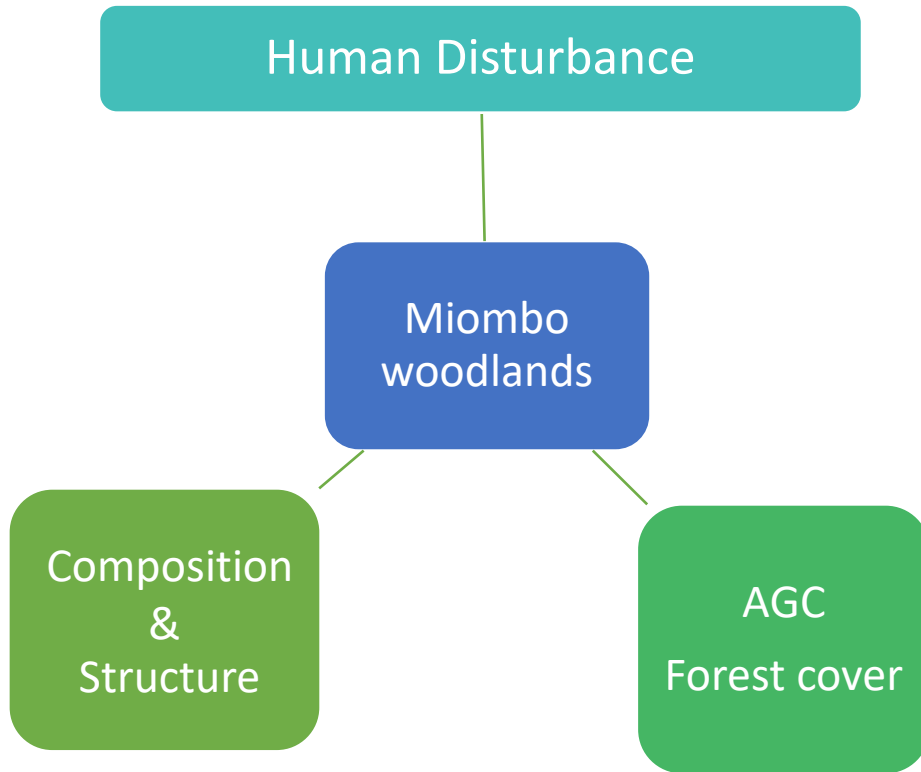 Human Disturbance
Miombo
woodlands
Composition
&
Structure
AGC
Forest cover